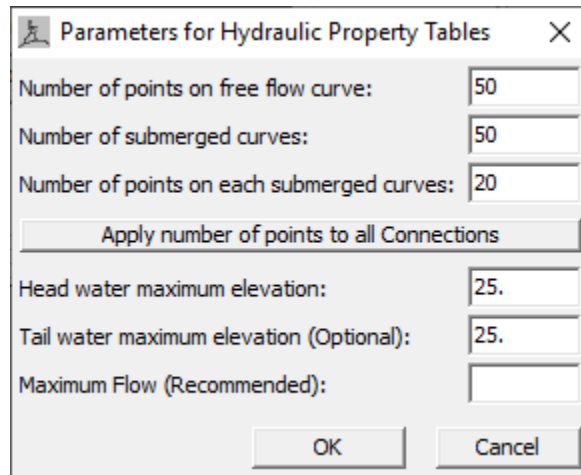 Parameters for Hydraulic Property Tables
Number of points on free flow curve: 50
Number of submerged curves: 50
Number of points on each submerged curves: 20
Apply number of points to all Connections
Head water maximum elevation: 25.
Tail water maximum elevation (Optional): 25.
Maximum Flow (Recommended):
OK Cancel